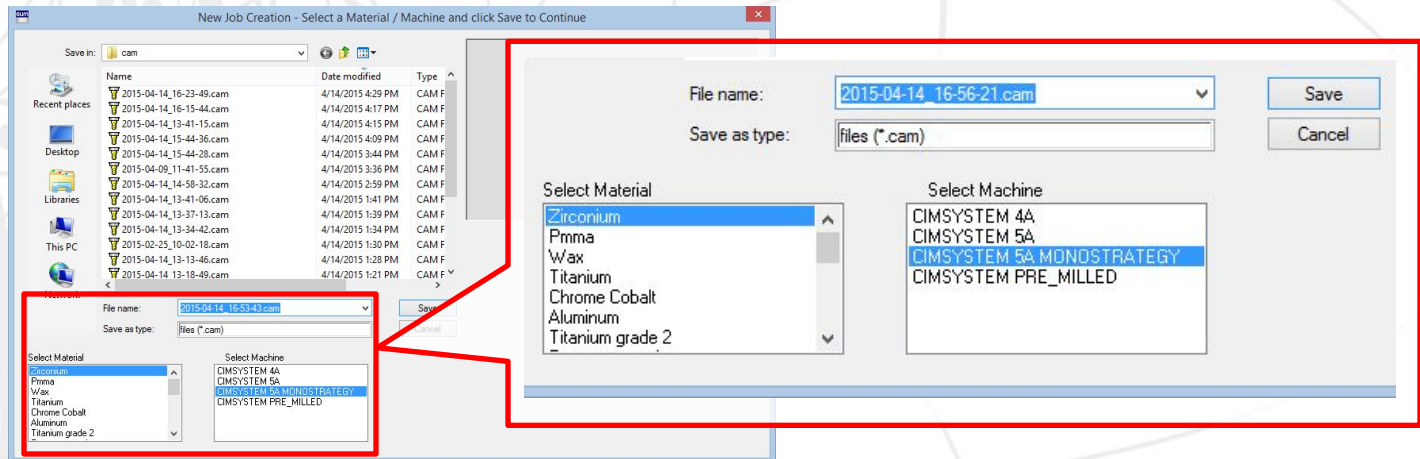 sum
New Job Creation - Select a Material / Machine and click Save to Continue
Save in:
cam
Name
Date modified
Type
2015-04-14_16-23-49.cam 4/14/2015 4:29 PM CAM F
2015-04-14_16-15-44.cam 4/14/2015 4:17 PM CAM F
2015-04-14_13-41-15.cam 4/14/2015 4:15 PM CAM F
2015-04-14_15-44-36.cam 4/14/2015 4:09 PM CAM F
2015-04-14_15-44-28.cam 4/14/2015 3:44 PM CAM F
2015-04-09_11-41-55.cam 4/14/2015 3:36 PM CAM F
2015-04-14_14-58-32.cam 4/14/2015 2:59 PM CAM F
2015-04-14_13-41-06.cam 4/14/2015 1:41 PM CAM F
2015-04-14_13-37-13.cam 4/14/2015 1:39 PM CAM F
2015-04-14_13-34-42.cam 4/14/2015 1:34 PM CAM F
2015-02-25_10-02-18.cam 4/14/2015 1:30 PM CAM F
2015-04-14_13-13-46.cam 4/14/2015 1:28 PM CAM F
2015-04-14_13-18-49.cam 4/14/2015 1:21 PM CAM F
Recent places
Desktop
Libraries
This PC
Network
File name:
2015-04-14_16-53-43.cam
Save
Save as type:
files (*.cam)
Cancel
Select Material
Zirconium
Pmma
Wax
Titanium
Chrome Cobalt
Aluminum
Titanium grade 2
Select Machine
CIMSYSTEM 4A
CIMSYSTEM 5A
CIMSYSTEM 5A MONOSTRATEGY
CIMSYSTEM PRE_MILLED
File name:
2015-04-14_16-56-21.cam
Save
Save as type:
files (*.cam)
Cancel
Select Material
Zirconium
Pmma
Wax
Titanium
Chrome Cobalt
Aluminum
Titanium grade 2
Select Machine
CIMSYSTEM 4A
CIMSYSTEM 5A
CIMSYSTEM 5A MONOSTRATEGY
CIMSYSTEM PRE_MILLED